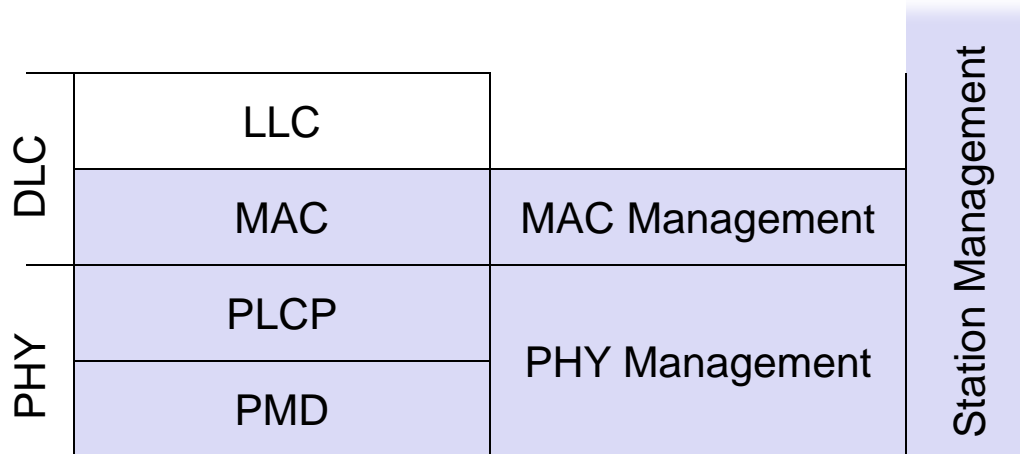 DLC
LLC
MAC
MAC Management
PHY
PLCP
PMD
PHY Management
Station Management